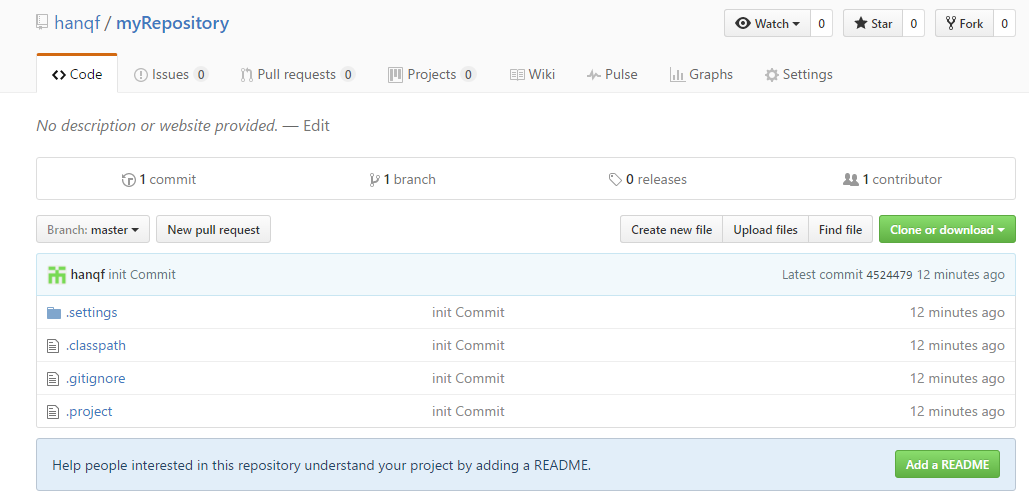 hanqf / myRepository Watch 0 Star 0 Fork 0
Code Issues 0 Pull requests 0 Projects 0 Wiki Pulse Graphs Settings
No description or website provided. — Edit
1 commit 1 branch 0 releases 1 contributor
Branch: master New pull request Create new file Upload files Find file Clone or download
hanqf init Commit Latest commit 4524479 12 minutes ago
.settings init Commit 12 minutes ago
.classpath init Commit 12 minutes ago
.gitignore init Commit 12 minutes ago
.project init Commit 12 minutes ago
Help people interested in this repository understand your project by adding a README. Add a README